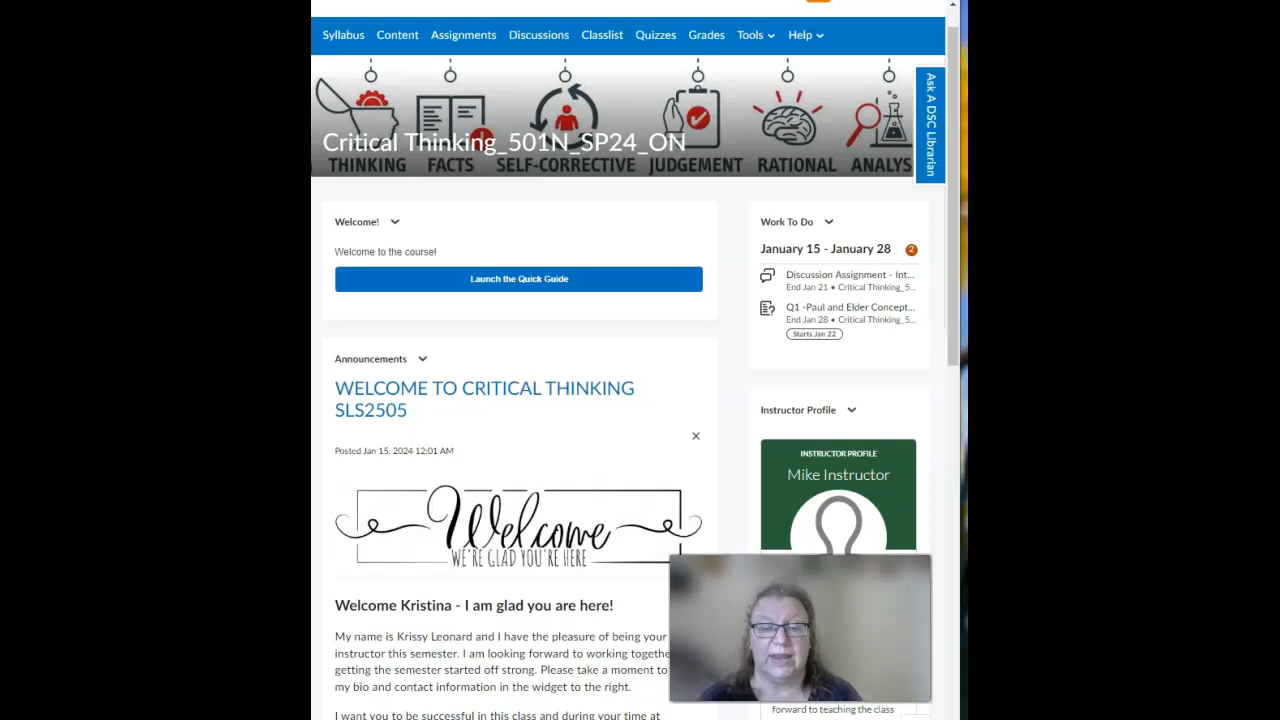 Syllabus Content Assignments Discussions Classlist Quizzes Grades Tools Help
Ask A DSC Librarian
Critical Thinking_501N_SP24_ON
THINKING FACTS SELF-CORRECTIVE JUDGEMENT RATIONAL ANALYS
Welcome!
Welcome to the course!
Launch the Quick Guide
Work To Do
January 15 - January 28 2
Discussion Assignment - Int...
End Jan 21 • Critical Thinking_5...
Q1 -Paul and Elder Concept...
End Jan 28 • Critical Thinking_5...
Starts Jan 22
Announcements
WELCOME TO CRITICAL THINKING
SLS2505
Posted Jan 15, 2024 12:01 AM
Welcome
WE'RE GLAD YOU'RE HERE
Welcome Kristina - I am glad you are here!
My name is Krissy Leonard and I have the pleasure of being your
instructor this semester. I am looking forward to working togethe
getting the semester started off strong. Please take a moment to
my bio and contact information in the widget to the right.
I want you to be successful in this class and during your time at
Instructor Profile
INSTRUCTOR PROFILE
Mike Instructor
forward to teaching the class